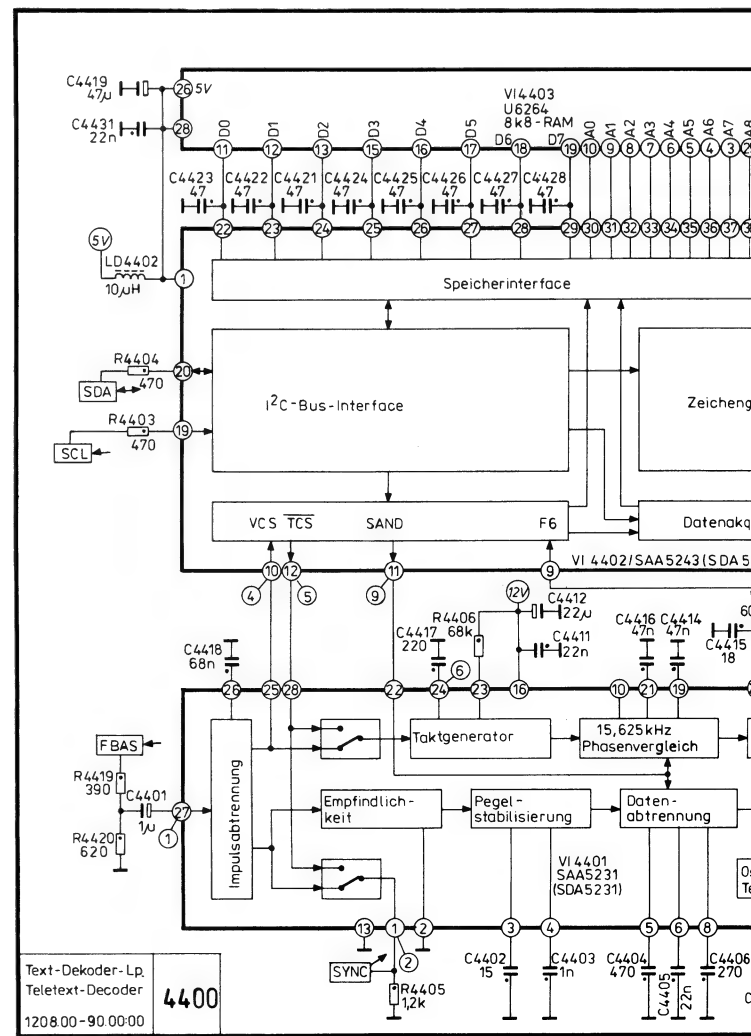 C4419
47µ
26
5V
VI4403
U6264
8k8-RAM
C4431
22n
28
D0 D1 D2 D3 D4 D5 D6 D7 A0 A1 A2 A3 A6 A5 A4 A7 A8
11 12 13 15 16 17 18 19 10 9 8 7 6 5 4 3
C4423 C4422 C4421 C4424 C4425 C4426 C4427 C4428
47 47 47 47 47 47 47 47
22 23 24 25 26 27 28 29 30 31 32 33 34 35 36 37
5V
LD4402
10µH
1
Speicherinterface
R4404
470
20
SDA
I²C-Bus-Interface
Zeicheng
R4403
470
19
SCL
VCS TCS SAND F6
Datenakq
VI 4402/SAA5243(SDA5
10 12 11 9
4 5 9
12V
C4412
22µ
C4411
22n
R4406
68k
C4416
47n
C4414
47n
60
C4415
18
C4418
68n
C4417
220
6
26 25 28 22 24 23 16 10 21 19
FBAS
Taktgenerator
15,625kHz
Phasenvergleich
R4419
390
C4401
1µ
27
1
R4420
620
Impulsabtrennung
Empfindlich-
keit
Pegel-
stabilisierung
Daten-
abtrennung
VI4401
SAA5231
(SDA5231)
Os
Te
13 1 2 3 4 5 6 8
2
SYNC
R4405
1,2k
C4402
15
C4403
1n
C4404
470
C4405
22n
C4406
270
C
Text-Dekoder-Lp.
Teletext-Decoder
4400
1208.00-90.00:00